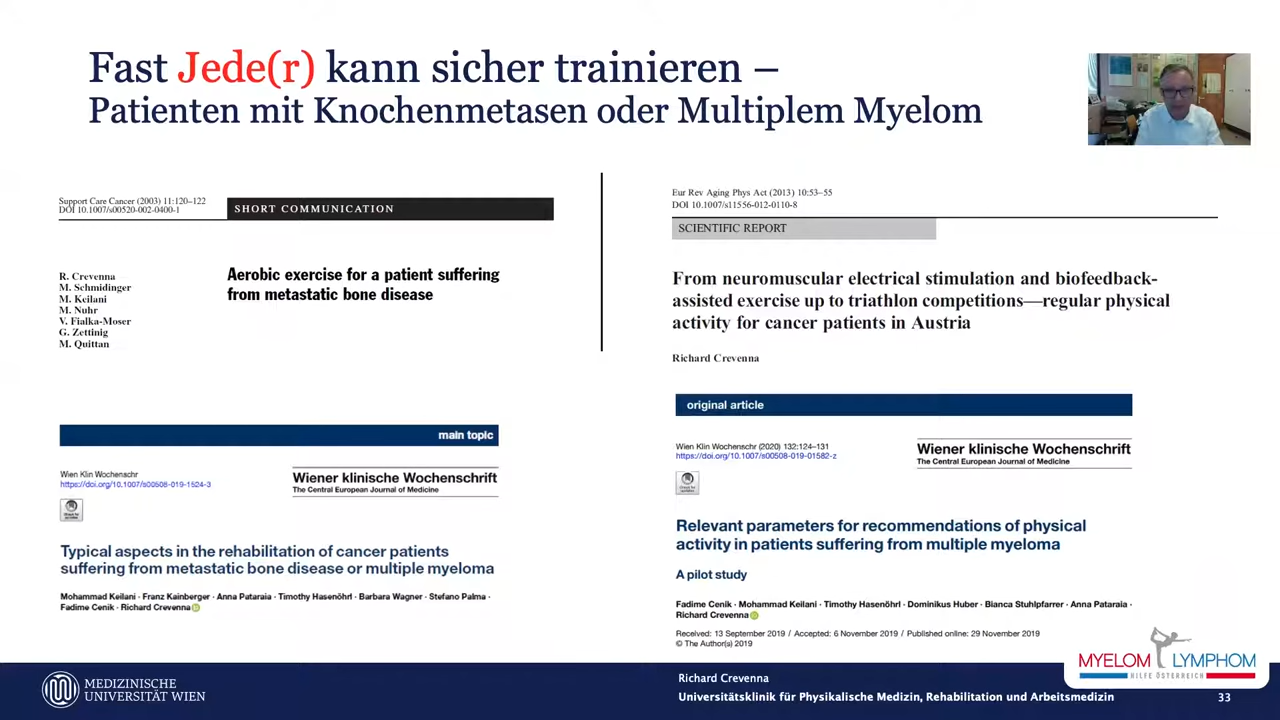 Fast Jede(r) kann sicher trainieren –
Patienten mit Knochenmetasen oder Multiplem Myelom
Support Care Cancer (2003) 11:120–122
DOI 10.1007/s00520-002-0400-1
SHORT COMMUNICATION
R. Crevenna
M. Schmidinger
M. Keilani
M. Nuhr
V. Fialka-Moser
G. Zettinig
M. Quittan
Aerobic exercise for a patient suffering
from metastatic bone disease
Eur Rev Aging Phys Act (2013) 10:53–55
DOI 10.1007/s11556-012-0110-8
SCIENTIFIC REPORT
From neuromuscular electrical stimulation and biofeedback-
assisted exercise up to triathlon competitions—regular physical
activity for cancer patients in Austria
Richard Crevenna
main topic
Wien Klin Wochenschr
https://doi.org/10.1007/s00508-019-1524-3
Wiener klinische Wochenschrift
The Central European Journal of Medicine
Typical aspects in the rehabilitation of cancer patients
suffering from metastatic bone disease or multiple myeloma
Mohammad Keilani · Franz Kainberger · Anna Pataraia · Timothy Hasenöhrl · Barbara Wagner · Stefano Palma ·
Fadime Cenik · Richard Crevenna
original article
Wien Klin Wochenschr (2020) 132:124–131
https://doi.org/10.1007/s00508-019-01582-z
Wiener klinische Wochenschrift
The Central European Journal of Medicine
Relevant parameters for recommendations of physical
activity in patients suffering from multiple myeloma
A pilot study
Fadime Cenik · Mohammad Keilani · Timothy Hasenöhrl · Dominikus Huber · Bianca Stuhlpfarrer · Anna Pataraia ·
Richard Crevenna
Received: 13 September 2019 / Accepted: 6 November 2019 / Published online: 29 November 2019
© The Author(s) 2019
MYELOM LYMPHOM
HILFE ÖSTERREICH
MEDIZINISCHE
UNIVERSITÄT WIEN
Richard Crevenna
Universitätsklinik für Physikalische Medizin, Rehabilitation und Arbeitsmedizin
33